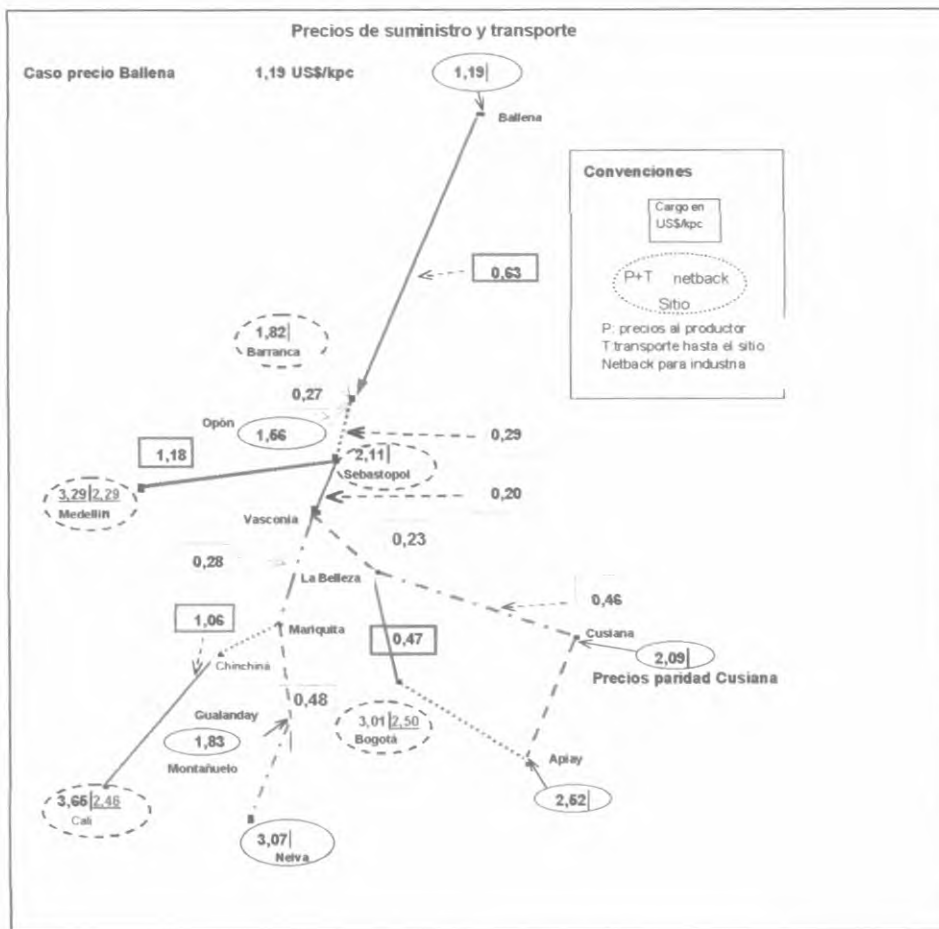 Precios de suministro y transporte
Caso precio Ballena 1,19 US$/kpc 1,19|
Ballena
Convenciones
Cargo en
US$/kpc
P+T netback
Sitio
P: precios al productor
T:transporte hasta el sitio
Netback para industria
0,63
1,82|
Barranca
0,27
Opón
1,66
0,29
1,18
2,11|
Sebastopol
3,29|2,29
Medellín
0,20
Vasconia
0,23
0,28
La Belleza
0,46
1,06
Mariquita
0,47
Cusiana
Chinchiná
2,09|
Precios paridad Cusiana
0,48
Gualanday
3,01|2,50
Bogotá
1,83
Montañuelo
Apiay
3,65|2,46
Cali
2,52|
3,07|
Neiva